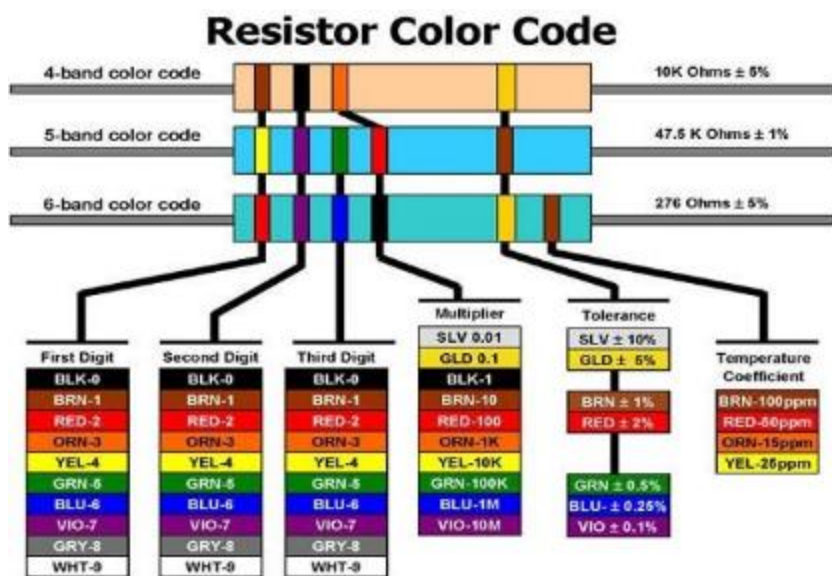 Resistor Color Code
4-band color code
10K Ohms ± 5%
5-band color code
47.5 K Ohms ± 1%
6-band color code
276 Ohms ± 5%
First Digit
BLK-0
BRN-1
RED-2
ORN-3
YEL-4
GRN-5
BLU-6
VIO-7
GRY-8
WHT-9
Second Digit
BLK-0
BRN-1
RED-2
ORN-3
YEL-4
GRN-5
BLU-6
VIO-7
GRY-8
WHT-9
Third Digit
BLK-0
BRN-1
RED-2
ORN-3
YEL-4
GRN-5
BLU-6
VIO-7
GRY-8
WHT-9
Multiplier
SLV 0.01
GLD 0.1
BLK-1
BRN-10
RED-100
ORN-1K
YEL-10K
GRN-100K
BLU-1M
VIO-10M
Tolerance
SLV ± 10%
GLD ± 5%
BRN ± 1%
RED ± 2%
GRN ± 0.5%
BLU- ± 0.25%
VIO ± 0.1%
Temperature
Coefficient
BRN-100ppm
RED-50ppm
ORN-15ppm
YEL-25ppm